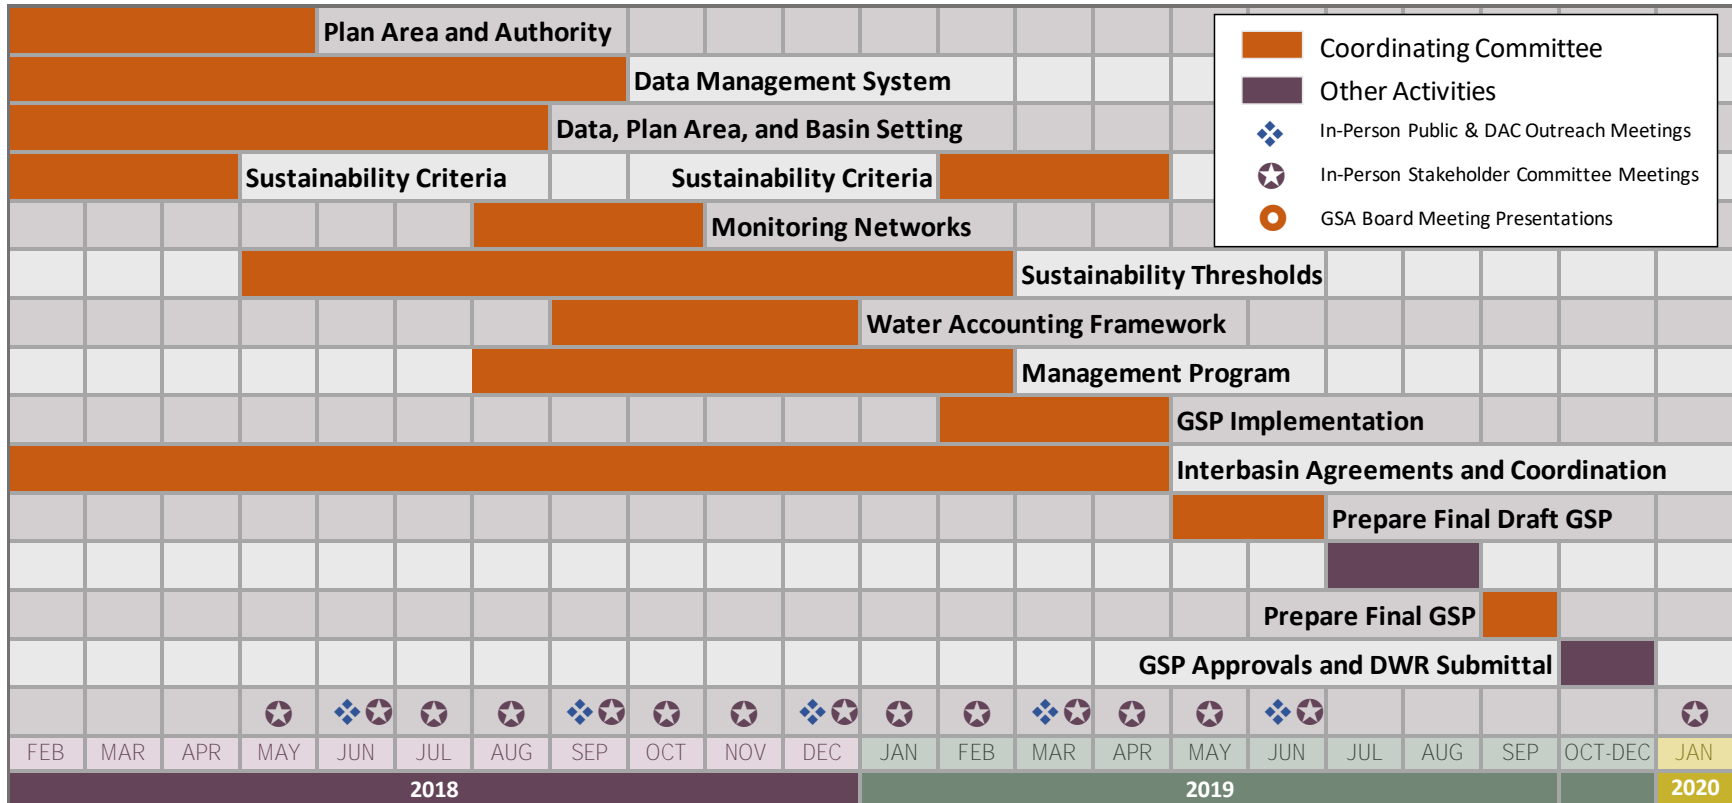 Plan Area and Authority
Coordinating Committee
Data Management System
Other Activities
Data, Plan Area, and Basin Setting
In-Person Public & DAC Outreach Meetings
Sustainability Criteria
Sustainability Criteria
In-Person Stakeholder Committee Meetings
Monitoring Networks
GSA Board Meeting Presentations
Sustainability Thresholds
Water Accounting Framework
Management Program
GSP Implementation
Interbasin Agreements and Coordination
Prepare Final Draft GSP
Prepare Final GSP
GSP Approvals and DWR Submittal
FEB MAR APR MAY JUN JUL AUG SEP OCT NOV DEC JAN FEB MAR APR MAY JUN JUL AUG SEP OCT-DEC JAN
2018 2019 2020